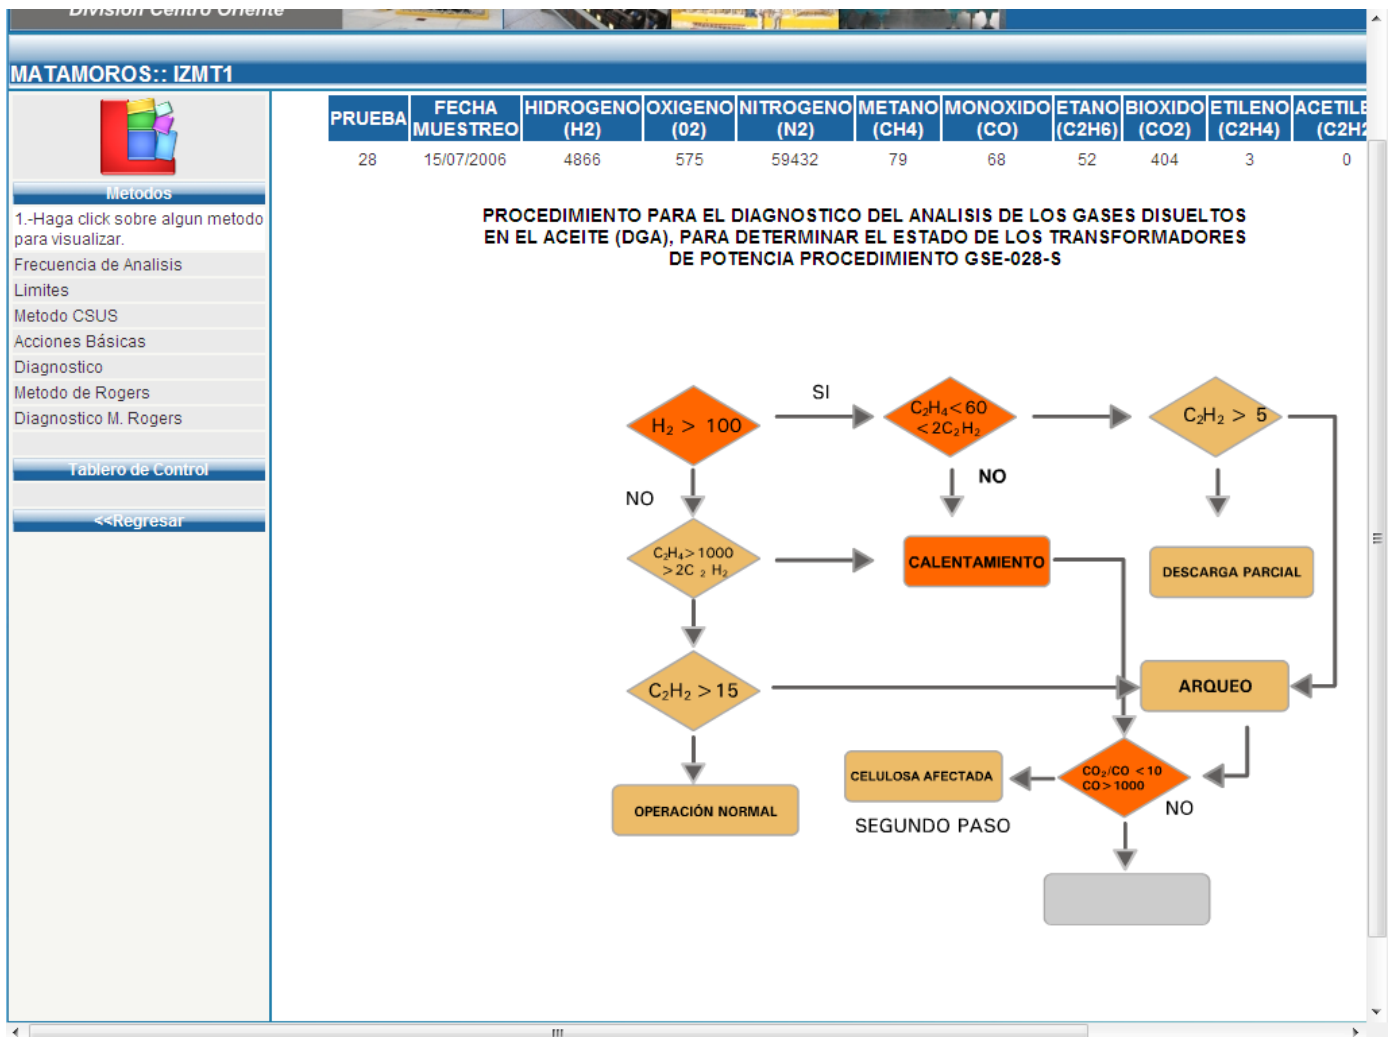 División Centro Oriente
MATAMOROS:: IZMT1
PRUEBA
FECHA MUESTREO
HIDROGENO (H2)
OXIGENO (02)
NITROGENO (N2)
METANO (CH4)
MONOXIDO (CO)
ETANO (C2H6)
BIOXIDO (CO2)
ETILENO (C2H4)
28 15/07/2006 4866 575 59432 79 68 52 404 3 0
Metodos
1.-Haga click sobre algun metodo
para visualizar.
Frecuencia de Analisis
Limites
Metodo CSUS
Acciones Básicas
Diagnostico
Metodo de Rogers
Diagnostico M. Rogers
Tablero de Control
<<Regresar
PROCEDIMIENTO PARA EL DIAGNOSTICO DEL ANALISIS DE LOS GASES DISUELTOS
EN EL ACEITE (DGA), PARA DETERMINAR EL ESTADO DE LOS TRANSFORMADORES
DE POTENCIA PROCEDIMIENTO GSE-028-S
H₂ > 100
SI
C₂H₄<60
<2C₂H₂
C₂H₂ > 5
NO
NO
C₂H₄>1000
>2C ₂ H₂
CALENTAMIENTO
DESCARGA PARCIAL
C₂H₂ > 15
ARQUEO
CELULOSA AFECTADA
CO₂/CO <10
CO>1000
NO
OPERACIÓN NORMAL
SEGUNDO PASO